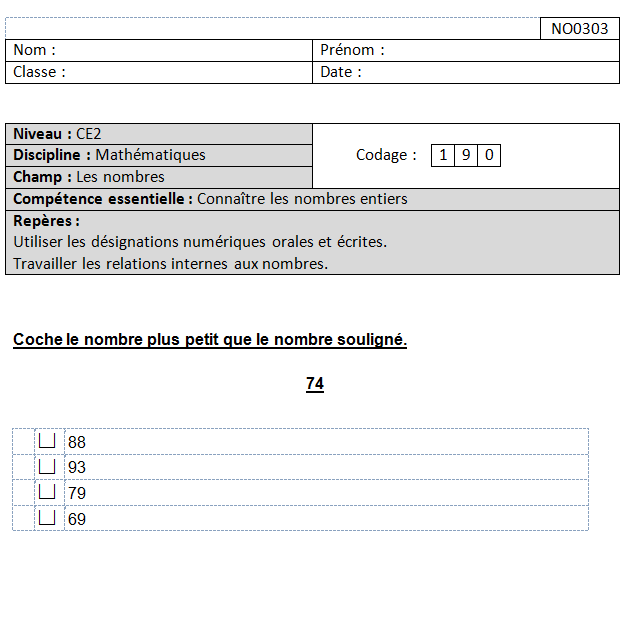 NO0303
Nom : Prénom :
Classe : Date :
Niveau : CE2
Discipline : Mathématiques
Codage : 1 9 0
Champ : Les nombres
Compétence essentielle : Connaître les nombres entiers
Repères :
Utiliser les désignations numériques orales et écrites.
Travailler les relations internes aux nombres.
Coche le nombre plus petit que le nombre souligné.
74
88
93
79
69